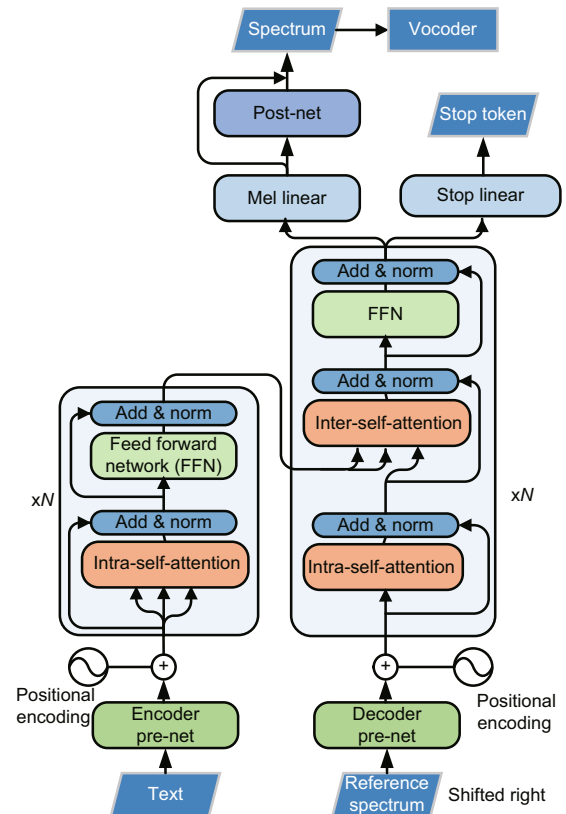 Spectrum
Vocoder
Post-net
Stop token
Mel linear
Stop linear
Add & norm
FFN
Add & norm
Inter-self-attention
Add & norm
Feed forward
network (FFN)
xN
xN
Add & norm
Add & norm
Intra-self-attention
Intra-self-attention
+
+
Positional
encoding
Positional
encoding
Encoder
pre-net
Decoder
pre-net
Text
Reference
spectrum
Shifted right